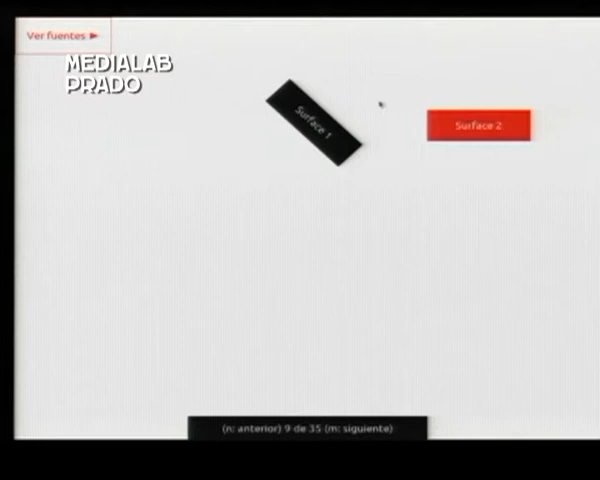 Ver fuentes ►
MEDIALAB
PRADO
Surface 1
Surface 2
(n: anterior) 9 de 35 (m: siguiente)